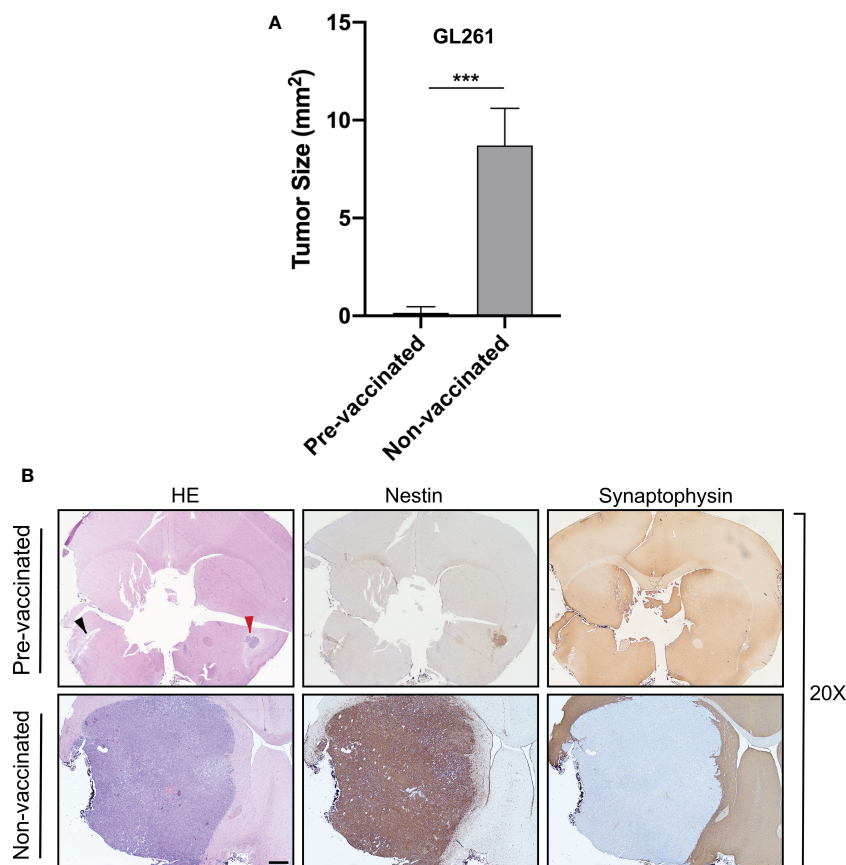 A
GL261
***
15
10
5
0
Tumor Size (mm²)
Pre-vaccinated
Non-vaccinated
B
HE
Nestin
Synaptophysin
Pre-vaccinated
Non-vaccinated
20X